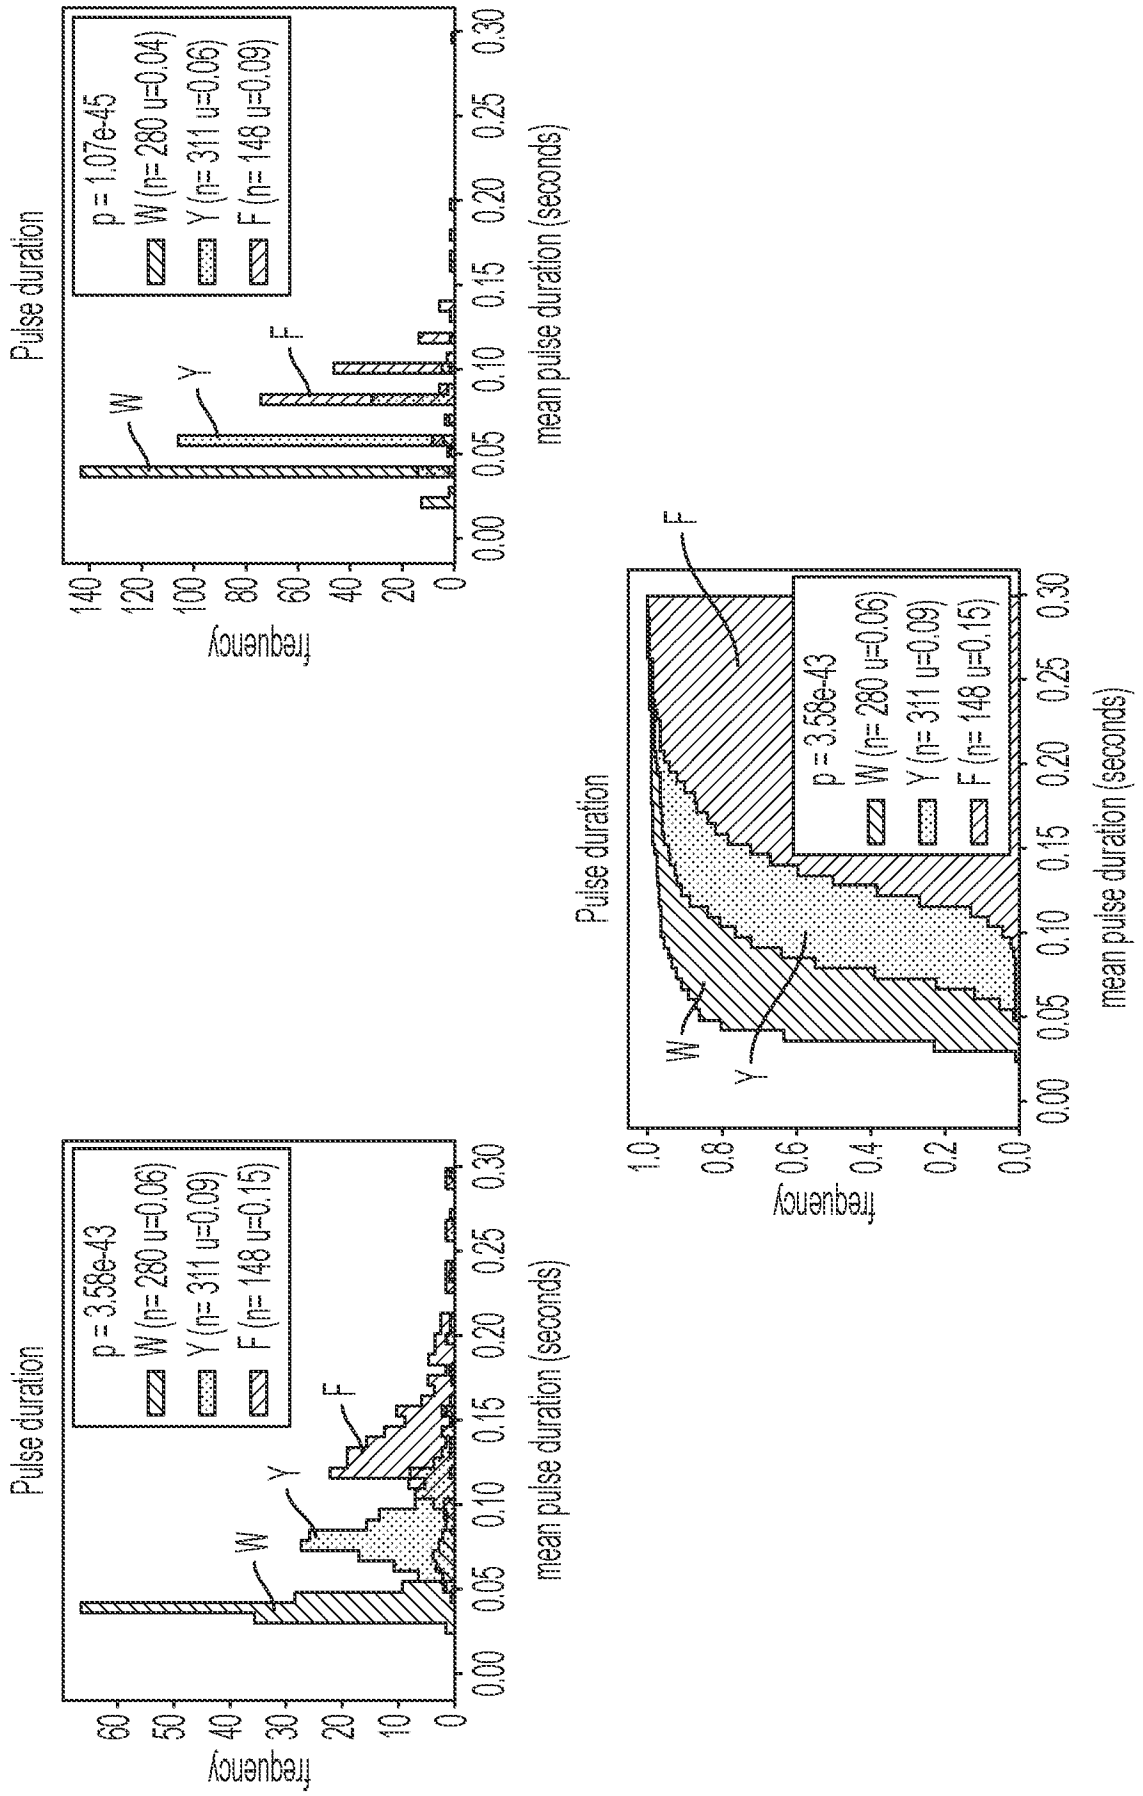 Pulse duration
p = 3.58e-43
W (n= 280 u=0.06)
Y (n= 311 u=0.09)
F (n= 148 u=0.15)
W
Y
F
60
50
40
30
20
10
0
frequency
0.00
0.05
0.10
0.15
0.20
0.25
0.30
mean pulse duration (seconds)
Pulse duration
p = 1.07e-45
W (n= 280 u=0.04)
Y (n= 311 u=0.06)
F (n= 148 u=0.09)
W
Y
F
140
120
100
80
60
40
20
0
frequency
0.00
0.05
0.10
0.15
0.20
0.25
0.30
mean pulse duration (seconds)
Pulse duration
W
Y
F
p = 3.58e-43
W (n= 280 u=0.06)
Y (n= 311 u=0.09)
F (n= 148 u=0.15)
1.0
0.8
0.6
0.4
0.2
0.0
frequency
0.00
0.05
0.10
0.15
0.20
0.25
0.30
mean pulse duration (seconds)